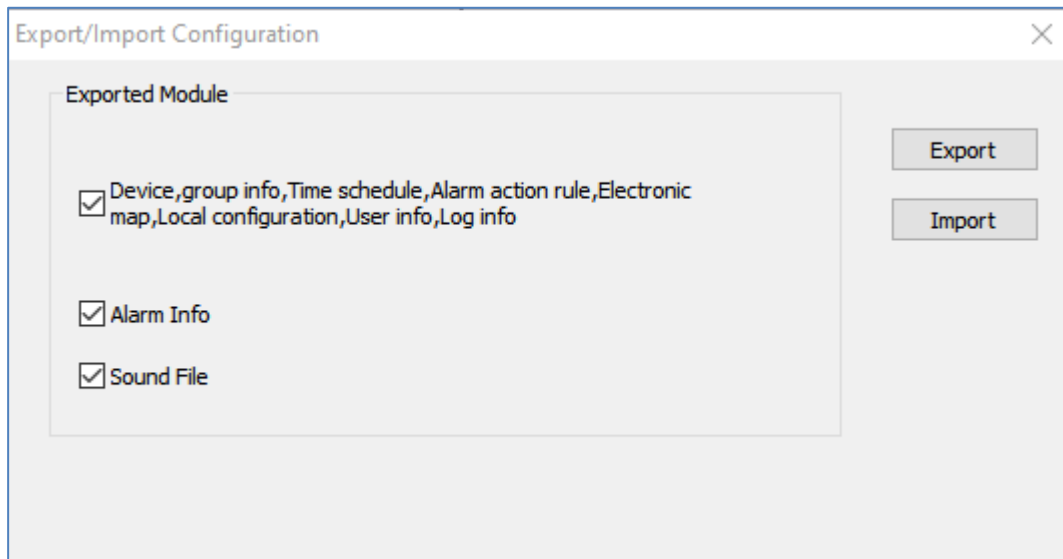 Export/Import Configuration
Exported Module
Export
Device,group info,Time schedule,Alarm action rule,Electronic
map,Local configuration,User info,Log info
Import
Alarm Info
Sound File